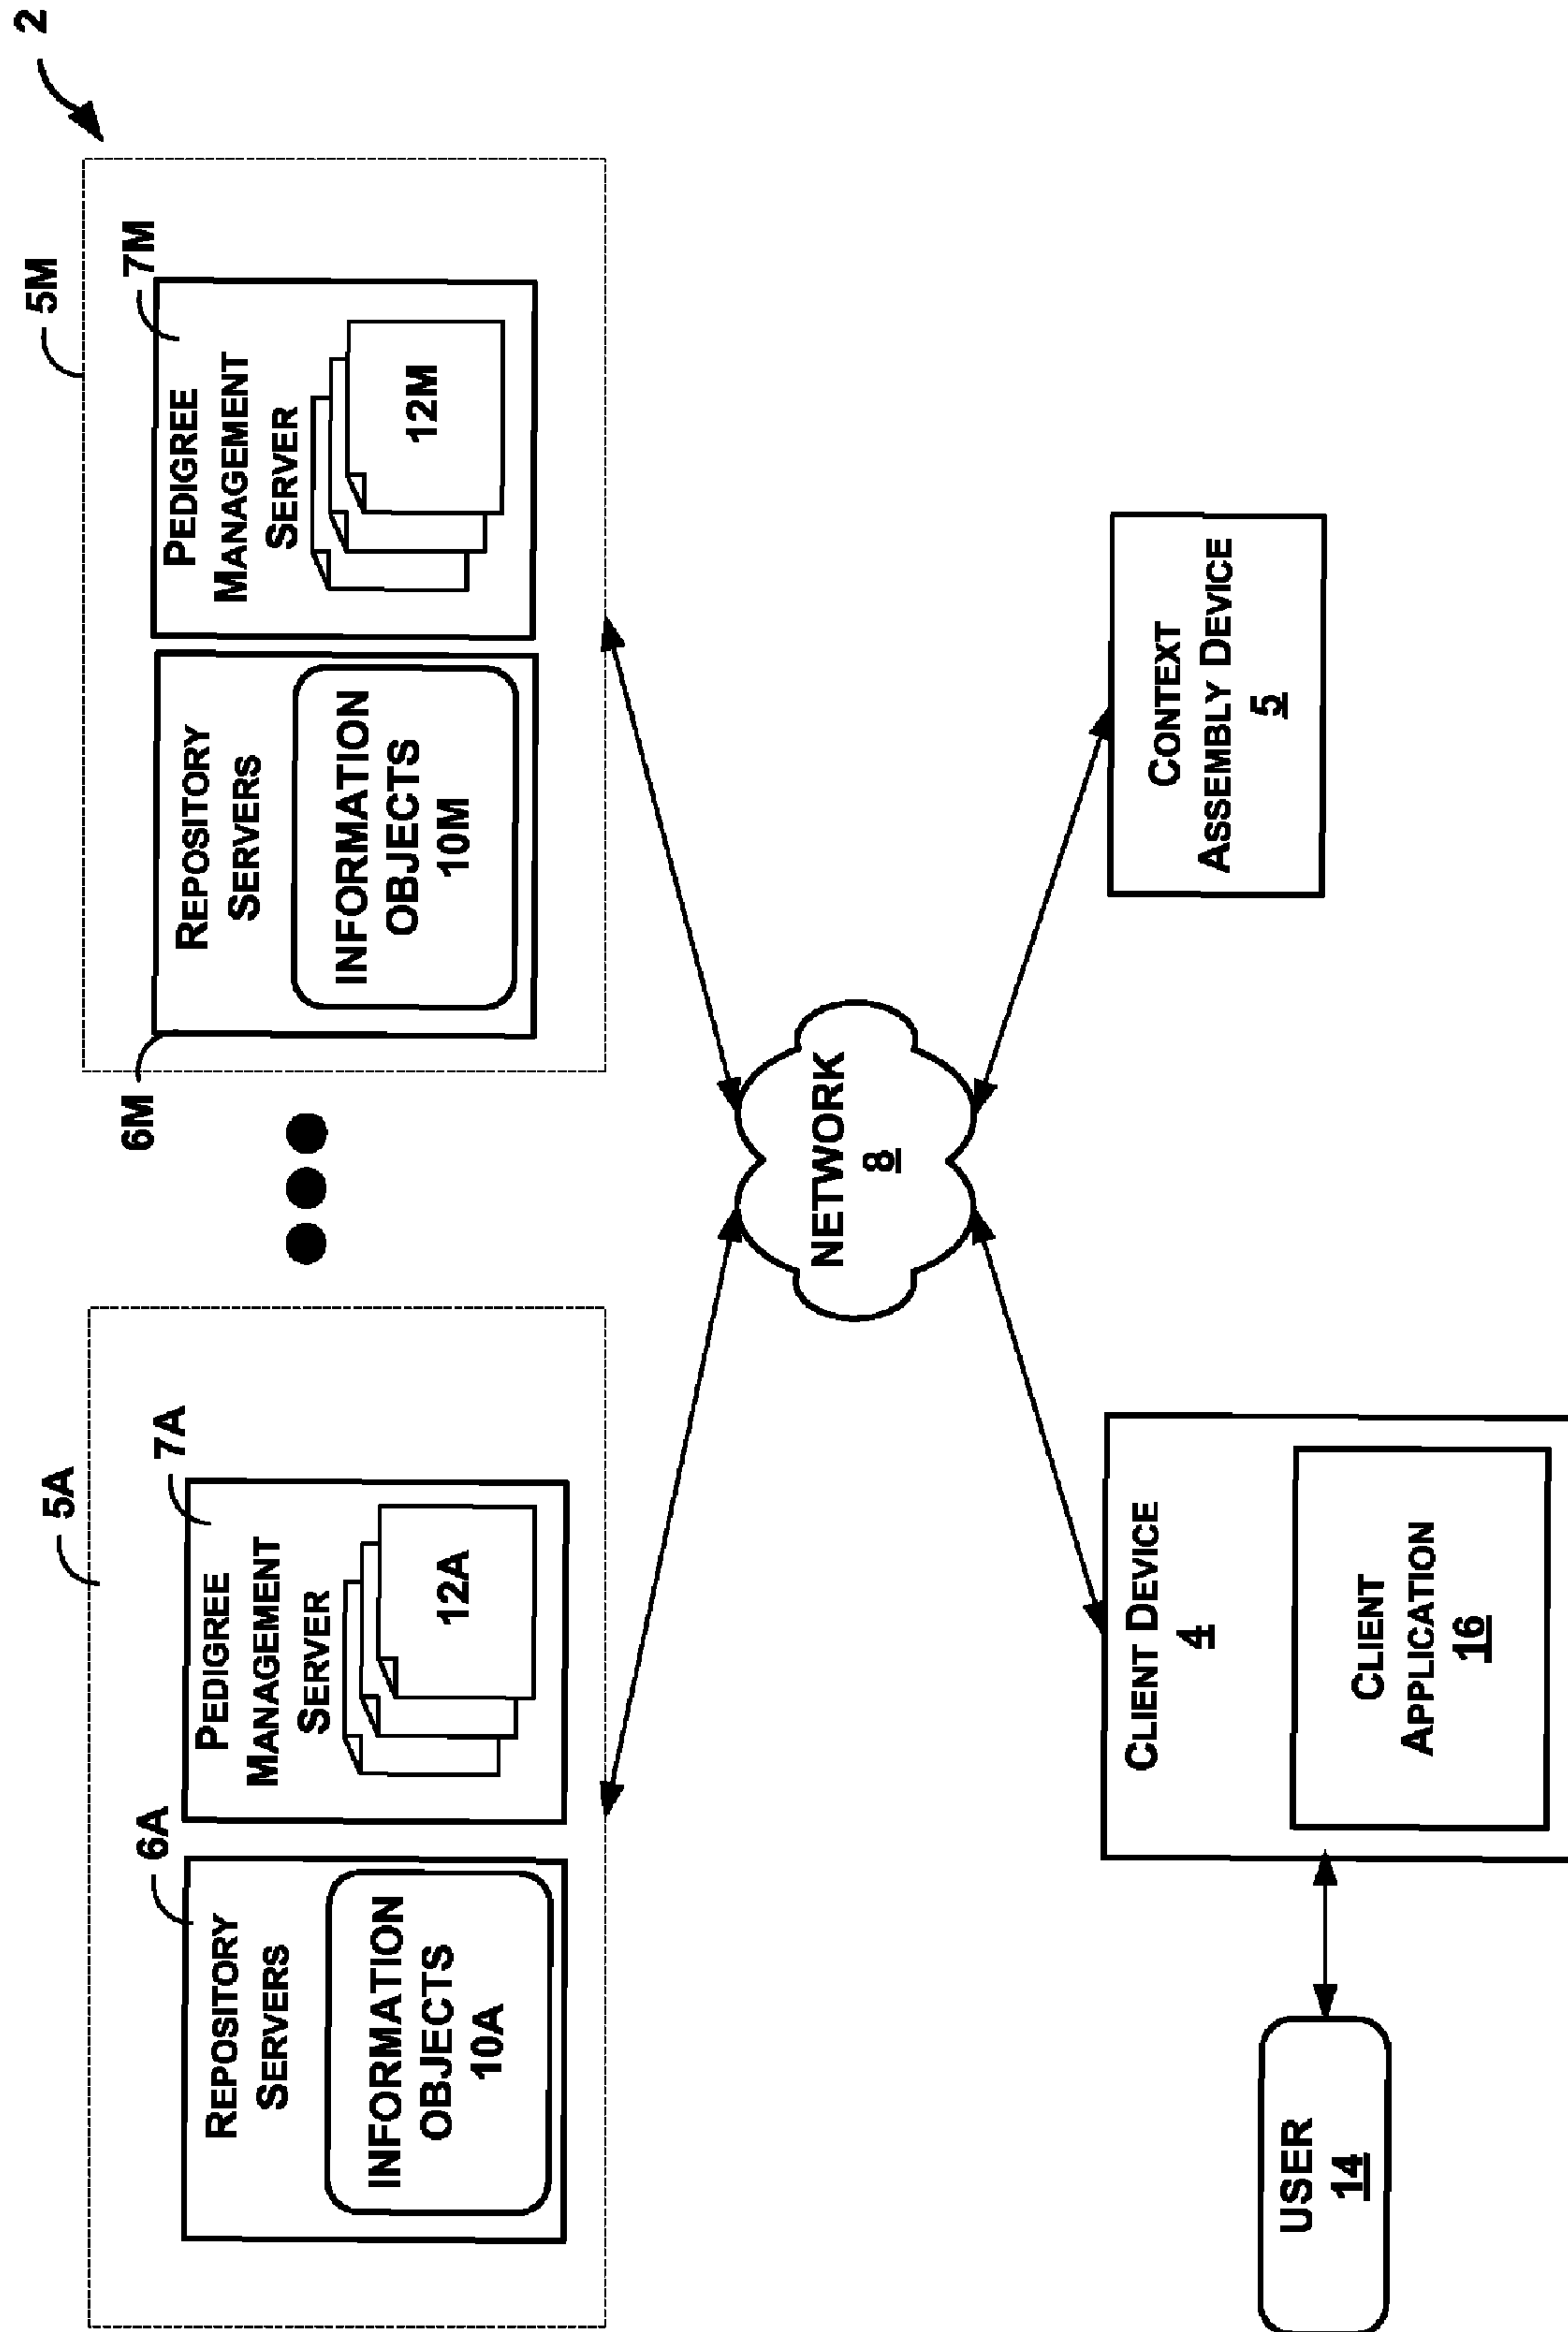 2
5A
5M
6A
7A
6M
7M
REPOSITORY
SERVERS
INFORMATION
OBJECTS
10A
PEDIGREE
MANAGEMENT
SERVER
12A
REPOSITORY
SERVERS
INFORMATION
OBJECTS
10M
PEDIGREE
MANAGEMENT
SERVER
12M
NETWORK
8
USER
14
CLIENT DEVICE
4
CLIENT
APPLICATION
16
CONTEXT
ASSEMBLY DEVICE
5